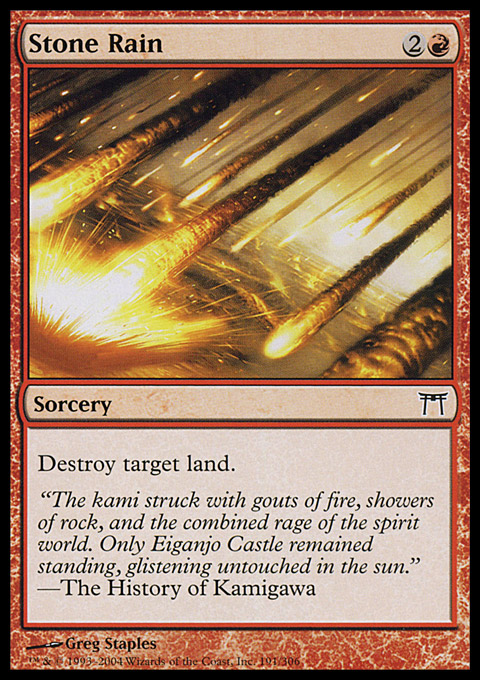 Stone Rain 2
Sorcery
Destroy target land.
“The kami struck with gouts of fire, showers
of rock, and the combined rage of the spirit
world. Only Eiganjo Castle remained
standing, glistening untouched in the sun.”
—The History of Kamigawa
Greg Staples
™ & © 1993–2004 Wizards of the Coast, Inc. 191/306